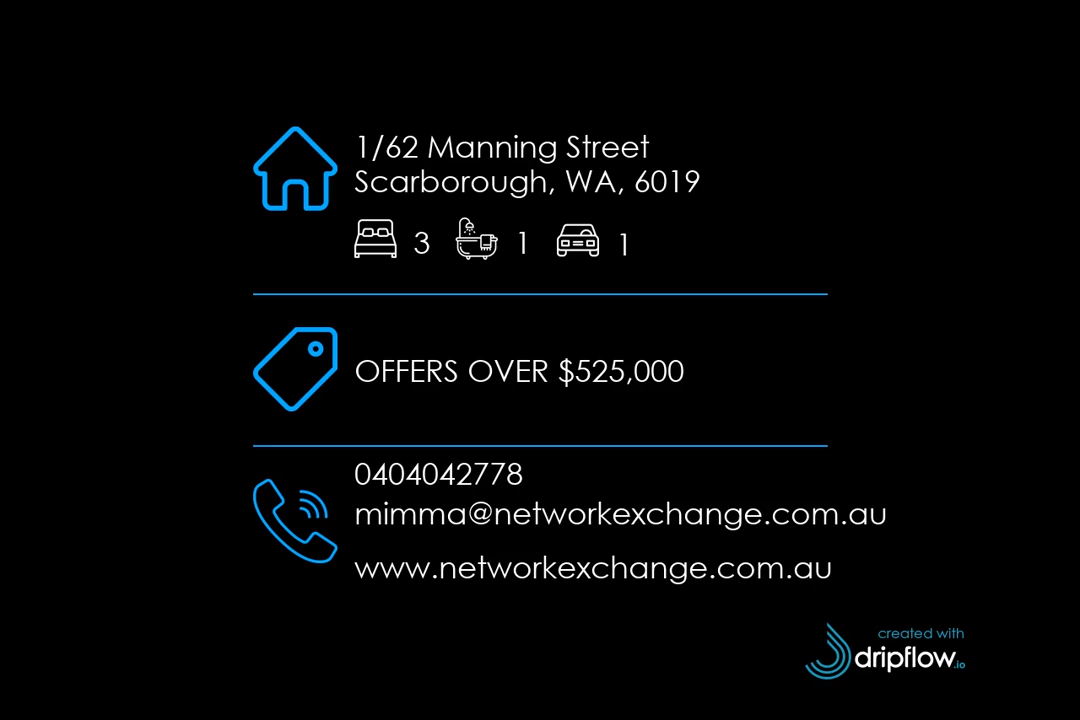 1/62 Manning Street
Scarborough, WA, 6019
3 1 1
OFFERS OVER $525,000
0404042778
mimma@networkexchange.com.au
www.networkexchange.com.au
created with
dripflow.io